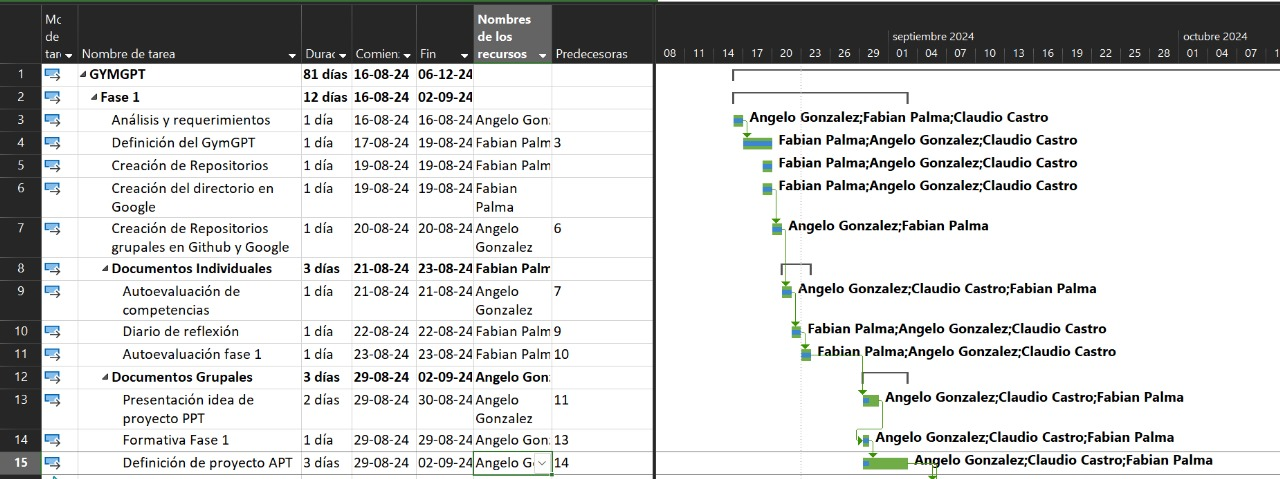 Nombres
Mc
de
de los
septiembre 2024
octubre 2024
tar Nombre de tarea Durac Comien: Fin recursos Predecesoras
08 11 14 17 20 23 26 29 01 04 07 10 13 16 19 22 25 28 01 04 07 1
1 GYMGPT 81 días 16-08-24 06-12-24
2 Fase 1 12 días 16-08-24 02-09-24
3 Análisis y requerimientos 1 día 16-08-24 16-08-24 Angelo Gon: Angelo Gonzalez;Fabian Palma;Claudio Castro
4 Definición del GymGPT 1 día 17-08-24 19-08-24 Fabian Palm 3 Fabian Palma;Angelo Gonzalez;Claudio Castro
5 Creación de Repositorios 1 día 19-08-24 19-08-24 Fabian Palm Fabian Palma;Angelo Gonzalez;Claudio Castro
6 Creación del directorio en 1 día 19-08-24 19-08-24 Fabian Fabian Palma;Angelo Gonzalez;Claudio Castro
Google Palma
7 Creación de Repositorios 1 día 20-08-24 20-08-24 Angelo 6 Angelo Gonzalez;Fabian Palma
grupales en Github y Google Gonzalez
8 Documentos Individuales 3 días 21-08-24 23-08-24 Fabian Palm
9 Autoevaluación de 1 día 21-08-24 21-08-24 Angelo 7 Angelo Gonzalez;Claudio Castro;Fabian Palma
competencias Gonzalez
10 Diario de reflexión 1 día 22-08-24 22-08-24 Fabian Palm 9 Fabian Palma;Angelo Gonzalez;Claudio Castro
11 Autoevaluación fase 1 1 día 23-08-24 23-08-24 Fabian Palm 10 Fabian Palma;Angelo Gonzalez;Claudio Castro
12 Documentos Grupales 3 días 29-08-24 02-09-24 Angelo Gon:
13 Presentación idea de 2 días 29-08-24 30-08-24 Angelo 11 Angelo Gonzalez;Claudio Castro;Fabian Palma
proyecto PPT Gonzalez
14 Formativa Fase 1 1 día 29-08-24 29-08-24 Angelo Gon: 13 Angelo Gonzalez;Claudio Castro;Fabian Palma
15 Definición de proyecto APT 3 días 29-08-24 02-09-24 Angelo G 14 Angelo Gonzalez;Claudio Castro;Fabian Palma